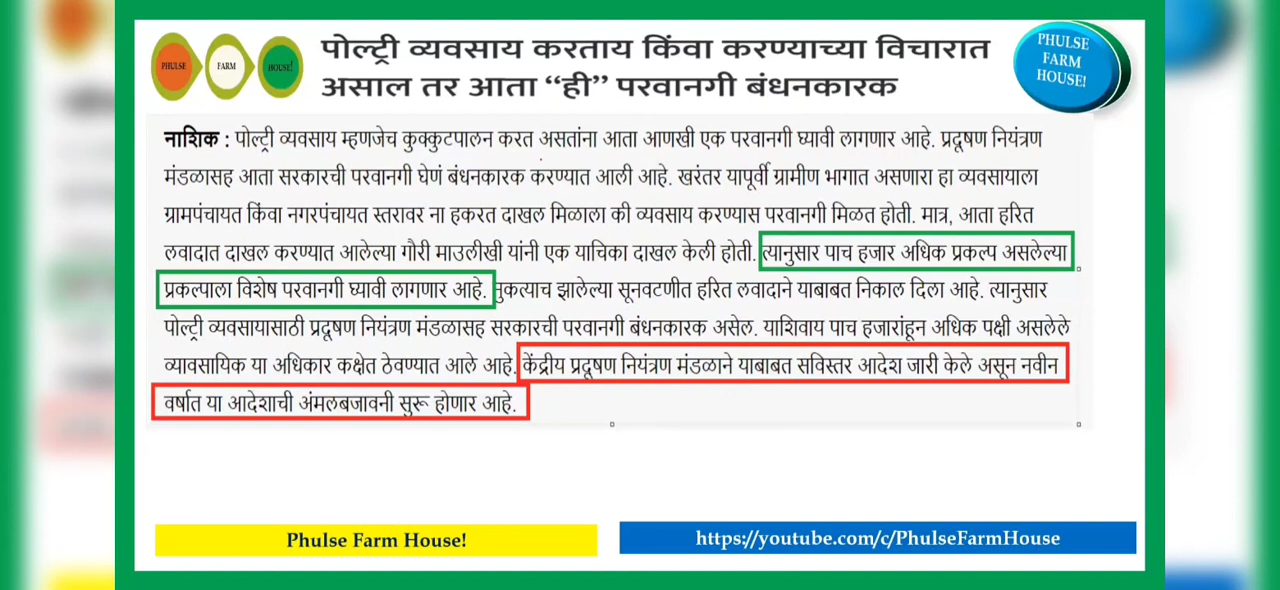 PHULSE
FARM
HOUSE!
पोल्ट्री व्यवसाय करताय किंवा करण्याच्या विचारात
असाल तर आता “ही” परवानगी बंधनकारक
PHULSE
FARM
HOUSE!
नाशिक : पोल्ट्री व्यवसाय म्हणजेच कुक्कुटपालन करत असतांना आता आणखी एक परवानगी घ्यावी लागणार आहे. प्रदूषण नियंत्रण
मंडळासह आता सरकारची परवानगी घेणं बंधनकारक करण्यात आली आहे. खरंतर यापूर्वी ग्रामीण भागात असणारा हा व्यवसायाला
ग्रामपंचायत किंवा नगरपंचायत स्तरावर ना हकरत दाखल मिळाला की व्यवसाय करण्यास परवानगी मिळत होती. मात्र, आता हरित
लवादात दाखल करण्यात आलेल्या गौरी माउलीखी यांनी एक याचिका दाखल केली होती. त्यानुसार पाच हजार अधिक प्रकल्प असलेल्या
प्रकल्पाला विशेष परवानगी घ्यावी लागणार आहे. नुकत्याच झालेल्या सूनवटणीत हरित लवादाने याबाबत निकाल दिला आहे. त्यानुसार
पोल्ट्री व्यवसायासाठी प्रदूषण नियंत्रण मंडळासह सरकारची परवानगी बंधनकारक असेल. याशिवाय पाच हजारांहून अधिक पक्षी असलेले
व्यावसायिक या अधिकार कक्षेत ठेवण्यात आले आहे. केंद्रीय प्रदूषण नियंत्रण मंडळाने याबाबत सविस्तर आदेश जारी केले असून नवीन
वर्षात या आदेशाची अंमलबजावनी सुरू होणार आहे.
Phulse Farm House!
https://youtube.com/c/PhulseFarmHouse